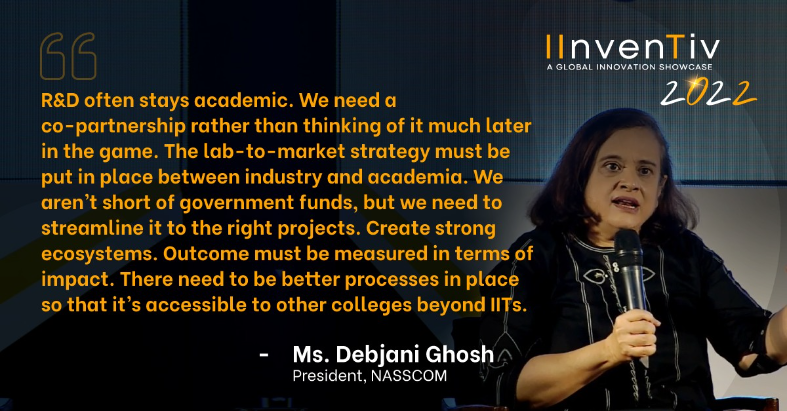 IInvenTiv
A GLOBAL INNOVATION SHOWCASE
2022
R&D often stays academic. We need a
co-partnership rather than thinking of it much later
in the game. The lab-to-market strategy must be
put in place between industry and academia. We
aren't short of government funds, but we need to
streamline it to the right projects. Create strong
ecosystems. Outcome must be measured in terms of
impact. There need to be better processes in place
so that it's accessible to other colleges beyond IITs.
- Ms. Debjani Ghosh
President, NASSCOM